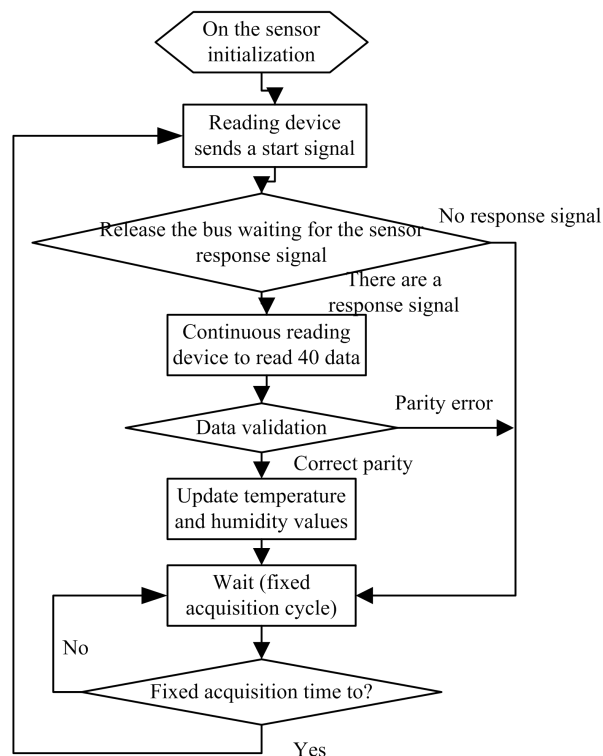 On the sensor
initialization
Reading device
sends a start signal
Release the bus waiting for the sensor
response signal
No response signal
There are a
response signal
Continuous reading
device to read 40 data
Parity error
Data validation
Correct parity
Update temperature
and humidity values
Wait (fixed
acquisition cycle)
No
Fixed acquisition time to?
Yes